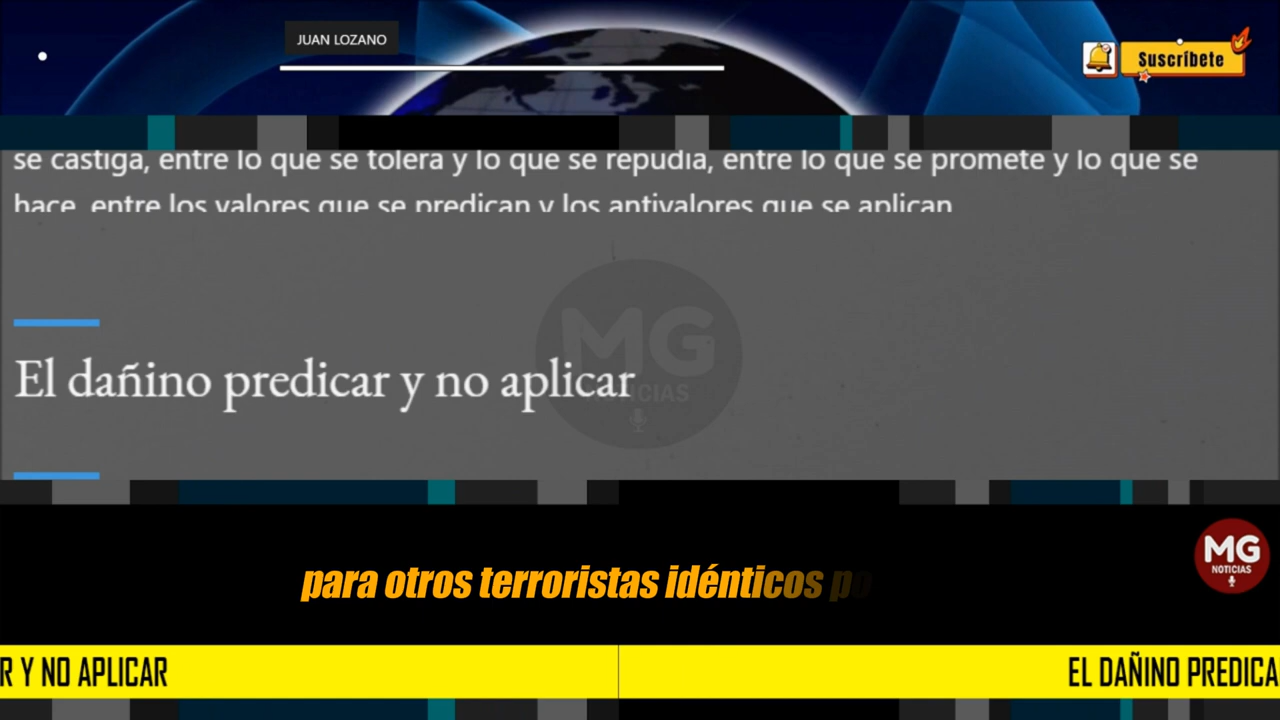 JUAN LOZANO
Suscríbete
se castiga, entre lo que se tolera y lo que se repudia, entre lo que se promete y lo que se
hace, entre los valores que se predican y los antivalores que se aplican
MG
NOTICIAS
El dañino predicar y no aplicar
MG
NOTICIAS
para otros terroristas idénticos po
R Y NO APLICAR
EL DAÑINO PREDICA